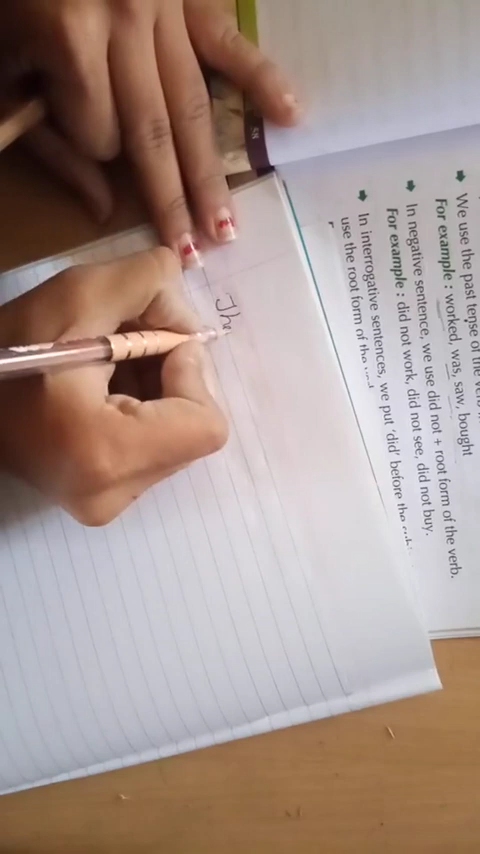 We use the past tense of the
For example : worked, was, saw, bought
In negative sentence, we use did not + root form of the verb.
For example : did not work, did not see, did not buy.
In interrogative sentences, we put 'did' before the
use the root form of the
58
The